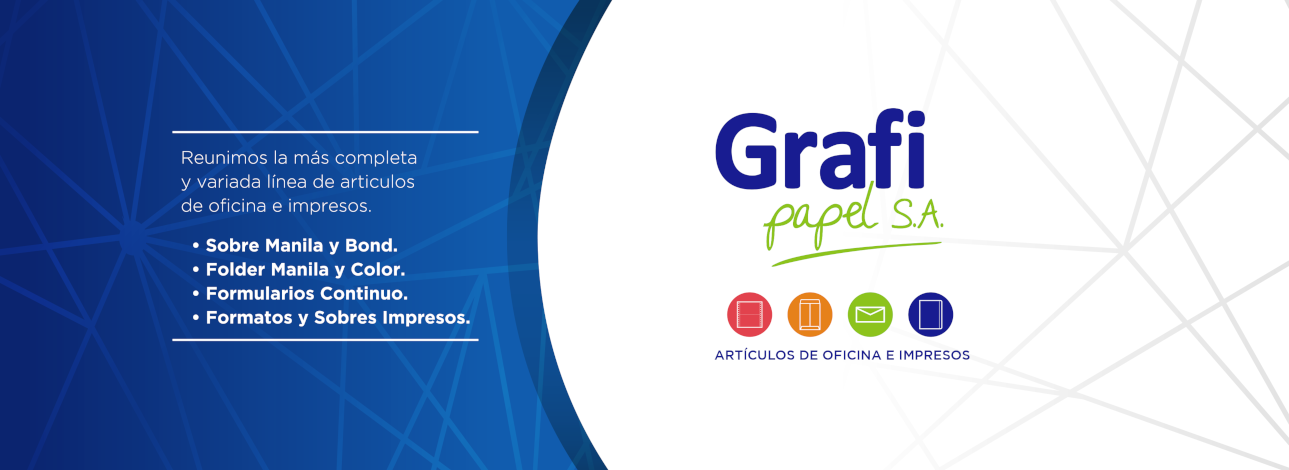 Reunimos la más completa
y variada línea de articulos
de oficina e impresos.
• Sobre Manila y Bond.
• Folder Manila y Color.
• Formularios Continuo.
• Formatos y Sobres Impresos.
Grafi
papel S.A.
ARTÍCULOS DE OFICINA E IMPRESOS